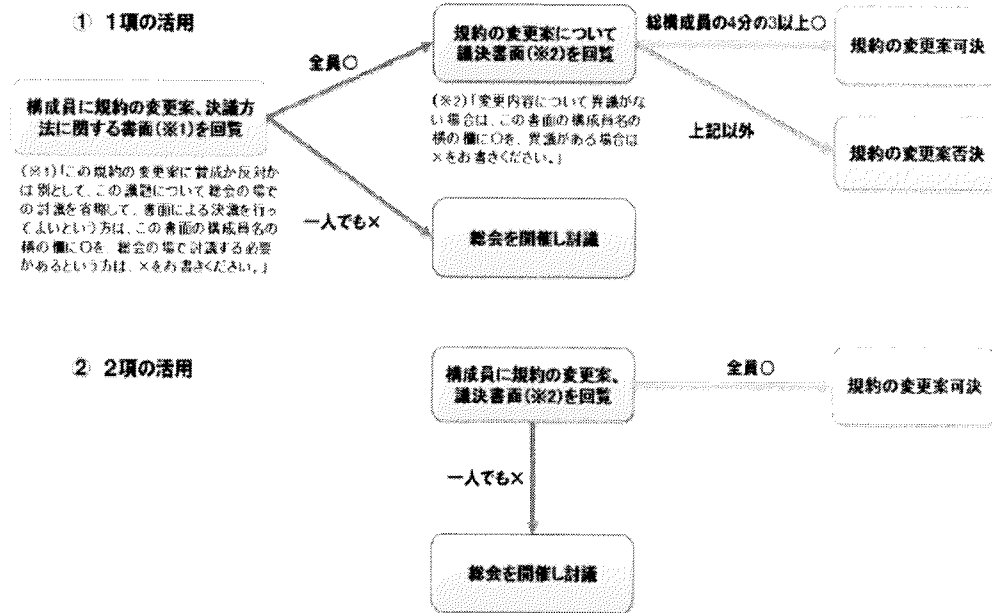 ① 1項の活用
構成員に規約の変更案、決議方
法に関する書面(※1)を回覧
(※1)「この規約の変更案に賛成か反対か
は別として、この議題について総会の場で
の討議を省略して、書面による決議を行っ
てよいという方は、この書面の構成員名の
横の欄に〇を、総会の場で討議する必要
があるという方は、×をお書きください。」
全員〇
一人でも×
規約の変更案について
議決書面(※2)を回覧
(※2)「変更内容について異議がな
い場合は、この書面の構成員名の
横の欄に〇を、異議がある場合は
×をお書きください。」
総会を開催し討議
総構成員の4分の3以上〇
上記以外
規約の変更案可決
規約の変更案否決
② 2項の活用
構成員に規約の変更案、
議決書面(※2)を回覧
全員〇
規約の変更案可決
一人でも×
総会を開催し討議